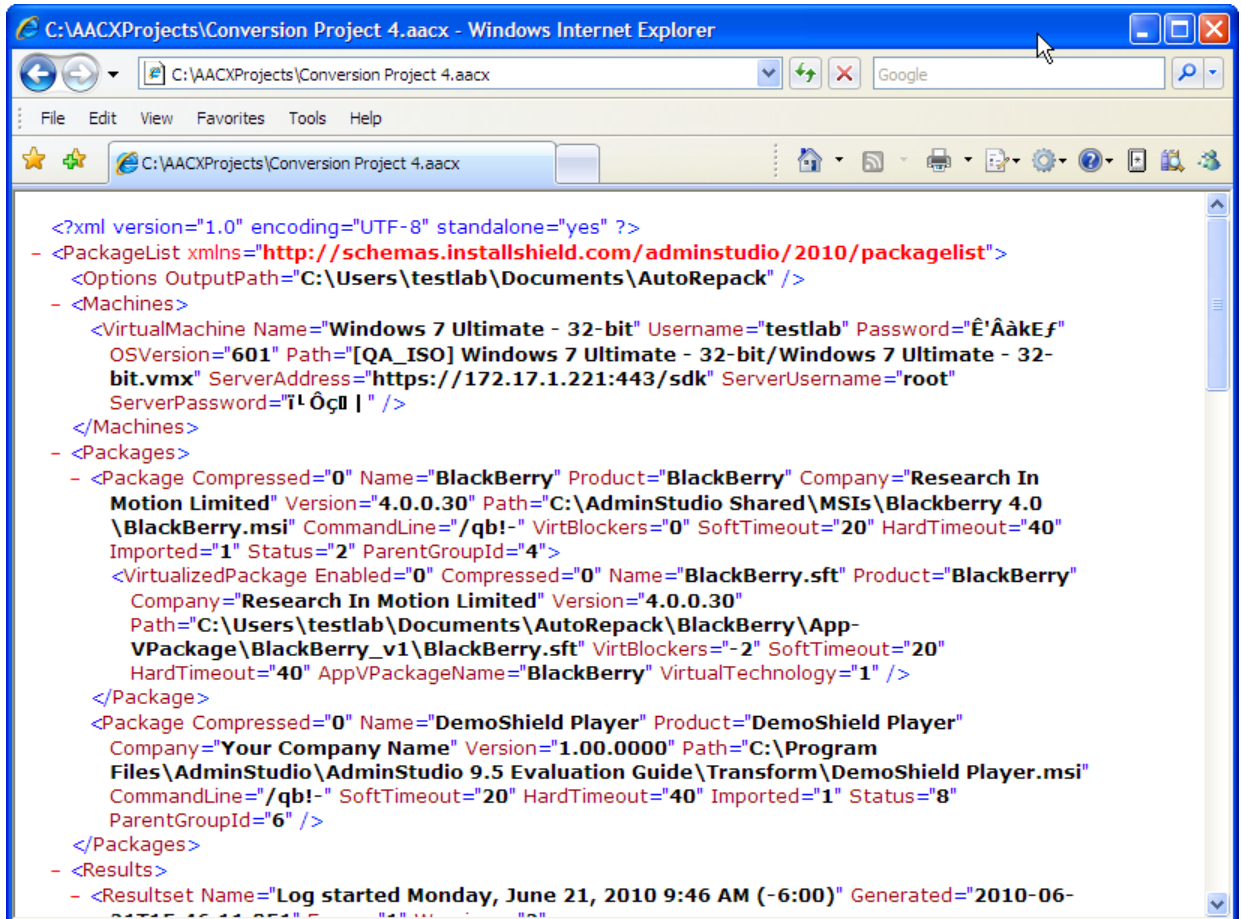 C:\AACXProjects\Conversion Project 4.aacx - Windows Internet Explorer
C:\AACXProjects\Conversion Project 4.aacx
Google
File Edit View Favorites Tools Help
C:\AACXProjects\Conversion Project 4.aacx
<?xml version="1.0" encoding="UTF-8" standalone="yes" ?>
- <PackageList xmlns="http://schemas.installshield.com/adminstudio/2010/packagelist">
<Options OutputPath="C:\Users\testlab\Documents\AutoRepack" />
- <Machines>
<VirtualMachine Name="Windows 7 Ultimate - 32-bit" Username="testlab" Password="Ê'ÂàkEƒ"
OSVersion="601" Path="[QA_ISO] Windows 7 Ultimate - 32-bit/Windows 7 Ultimate - 32-
bit.vmx" ServerAddress="https://172.17.1.221:443/sdk" ServerUsername="root"
ServerPassword=" />
</Machines>
- <Packages>
- <Package Compressed="0" Name="BlackBerry" Product="BlackBerry" Company="Research In
Motion Limited" Version="4.0.0.30" Path="C:\AdminStudio Shared\MSIs\Blackberry 4.0
\BlackBerry.msi" CommandLine="/qb!-" VirtBlockers="0" SoftTimeout="20" HardTimeout="40"
Imported="1" Status="2" ParentGroupId="4">
<VirtualizedPackage Enabled="0" Compressed="0" Name="BlackBerry.sft" Product="BlackBerry"
Company="Research In Motion Limited" Version="4.0.0.30"
Path="C:\Users\testlab\Documents\AutoRepack\BlackBerry\App-
VPackage\BlackBerry_v1\BlackBerry.sft" VirtBlockers="-2" SoftTimeout="20"
HardTimeout="40" AppVPackageName="BlackBerry" VirtualTechnology="1" />
</Package>
<Package Compressed="0" Name="DemoShield Player" Product="DemoShield Player"
Company="Your Company Name" Version="1.00.0000" Path="C:\Program
Files\AdminStudio\AdminStudio 9.5 Evaluation Guide\Transform\DemoShield Player.msi"
CommandLine="/qb!-" SoftTimeout="20" HardTimeout="40" Imported="1" Status="8"
ParentGroupId="6" />
</Packages>
- <Results>
- <Resultset Name="Log started Monday, June 21, 2010 9:46 AM (-6:00)" Generated="2010-06-